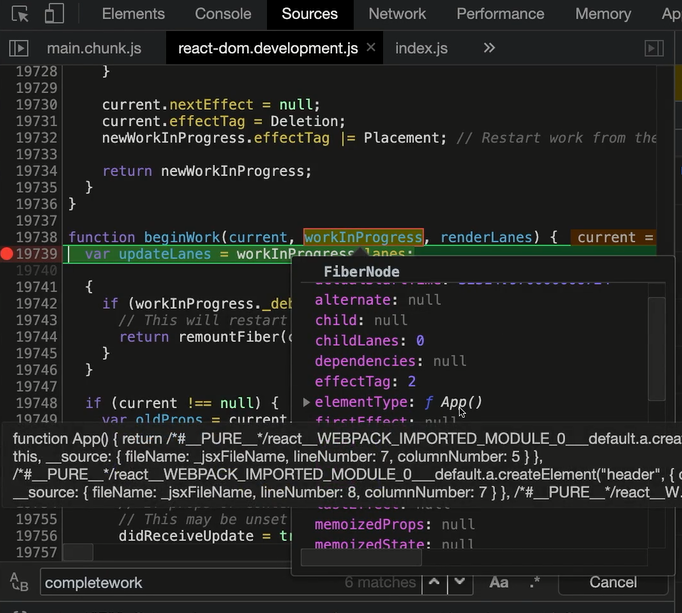 Elements Console Sources Network Performance Memory Ap
main.chunk.js react-dom.development.js × index.js »
19728 }
19729
19730 current.nextEffect = null;
19731 current.effectTag = Deletion;
19732 newWorkInProgress.effectTag |= Placement; // Restart work from the
19733
19734 return newWorkInProgress;
19735 }
19736 }
19737
19738 function beginWork(current, workInProgress, renderLanes) { current =
19739 var updateLanes = workInProgress.lanes;
19740
FiberNode
19741 {
alternate: null
19742 if (workInProgress._deb
child: null
19743 // This will restart
childLanes: 0
19744 return remountFiber(c
19745 }
dependencies: null
19746 }
effectTag: 2
19747
19748 if (current !== null) {
elementType: ƒ App()
19749 var oldProps = current.
firstEffect: null
function App() { return /*#__PURE__*/react__WEBPACK_IMPORTED_MODULE_0___default.a.crea
this, __source: { fileName: _jsxFileName, lineNumber: 7, columnNumber: 5 } },
/*#__PURE__*/react__WEBPACK_IMPORTED_MODULE_0___default.a.createElement("header", { c
__source: { fileName: _jsxFileName, lineNumber: 8, columnNumber: 7 } }, /*#__PURE__*/react__W.
lastEffect: null
19755 // This may be unset
19756 didReceiveUpdate = tr
memoizedProps: null
19757
memoizedState: null
completework 6 matches Aa .* Cancel